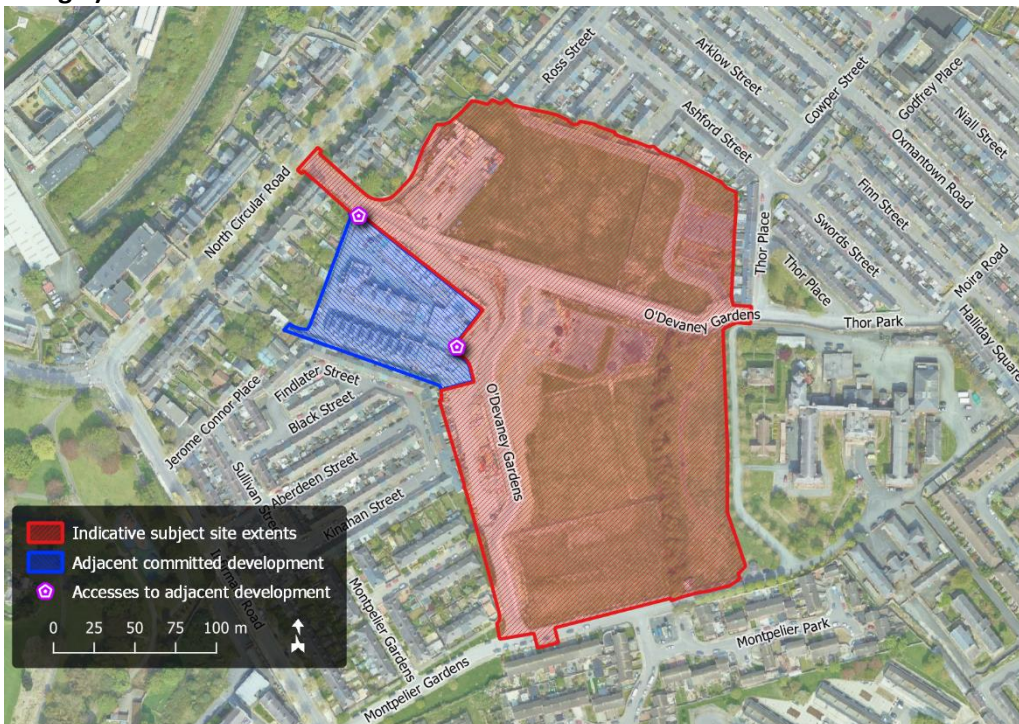 Ross Street
Arklow Street
Cowper Street
Godfrey Place
Niall Street
Ashford Street
Oxmantown Road
North Circular Road
Finn Street
Swords Street
Thor Place
Thor Place
Moira Road
O'Devaney Gardens
Thor Park
Halliday Square
Findlater Street
Jerome Connor Place
Black Street
O'Devaney Gardens
Sullivan Street
Aberdeen Street
Kinahan Street
Indicative subject site extents
Adjacent committed development
Accesses to adjacent development
0 25 50 75 100 m
Road
Montpelier Gardens
Montpelier Park
Montpelier Gardens